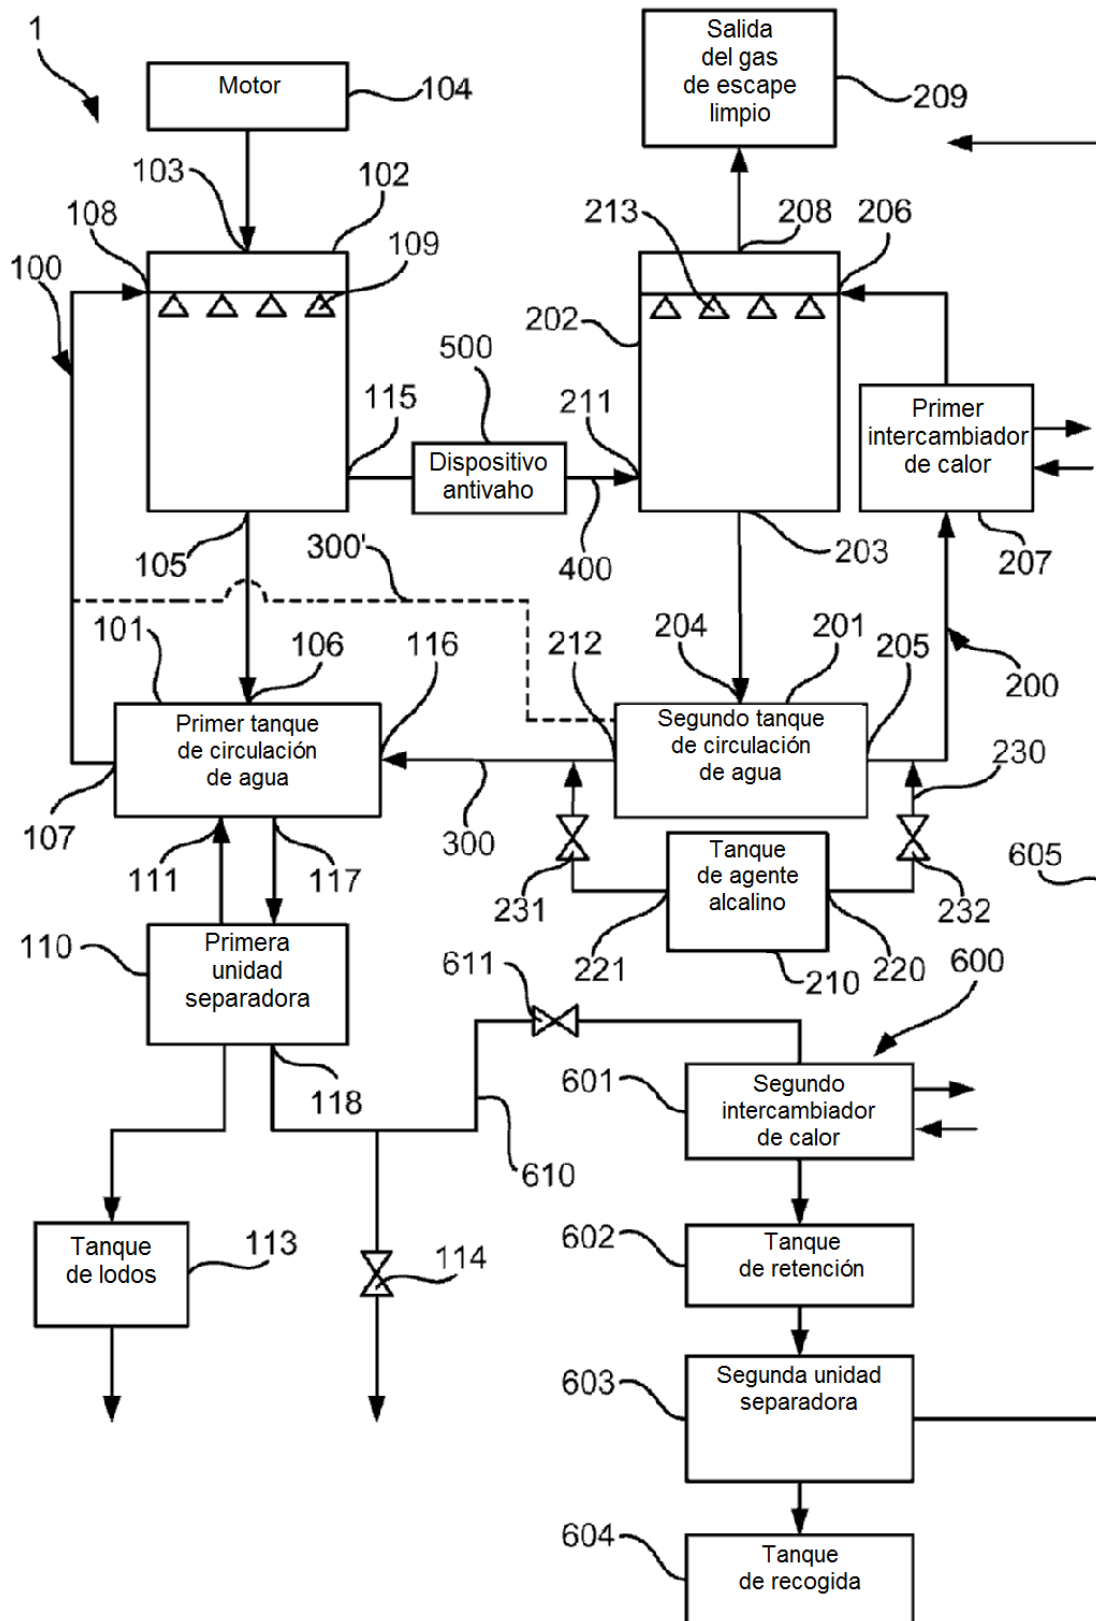 1
Motor
104
Salida
del gas
de escape
limpio
209
103
102
108
109
100
213
208
206
202
500
115
211
Dispositivo
antivaho
Primer
intercambiador
de calor
105
300'
400
203
207
101
106
116
212
204
201
205
200
Primer tanque
de circulación
de agua
Segundo tanque
de circulación
de agua
230
107
111
117
300
231
Tanque
de agente
alcalino
232
605
110
Primera
unidad
separadora
221
210
220
600
611
118
601
Segundo
intercambiador
de calor
610
Tanque
de lodos
113
114
602
Tanque
de retención
603
Segunda unidad
separadora
604
Tanque
de recogida